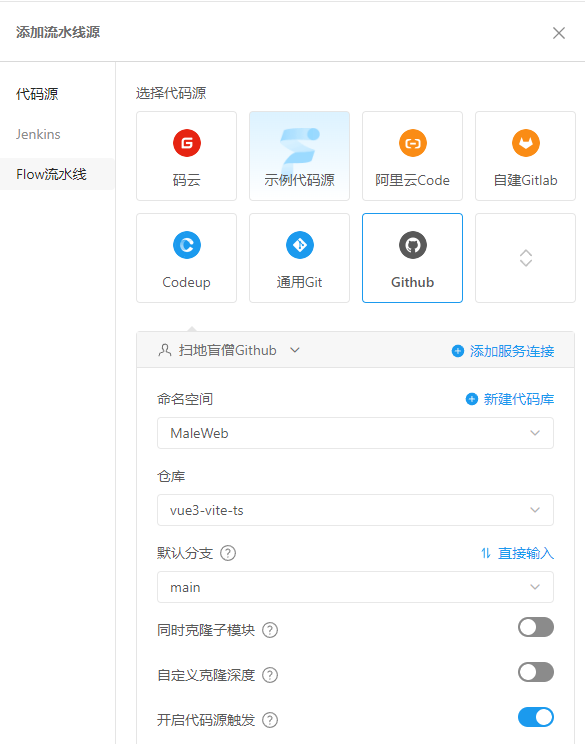 添加流水线源
代码源
Jenkins
Flow流水线
选择代码源
码云
示例代码源
阿里云Code
自建Gitlab
Codeup
通用Git
Github
扫地盲僧Github
添加服务连接
命名空间
新建代码库
MaleWeb
仓库
vue3-vite-ts
默认分支 ?
直接输入
main
同时克隆子模块 ?
自定义克隆深度 ?
开启代码源触发 ?